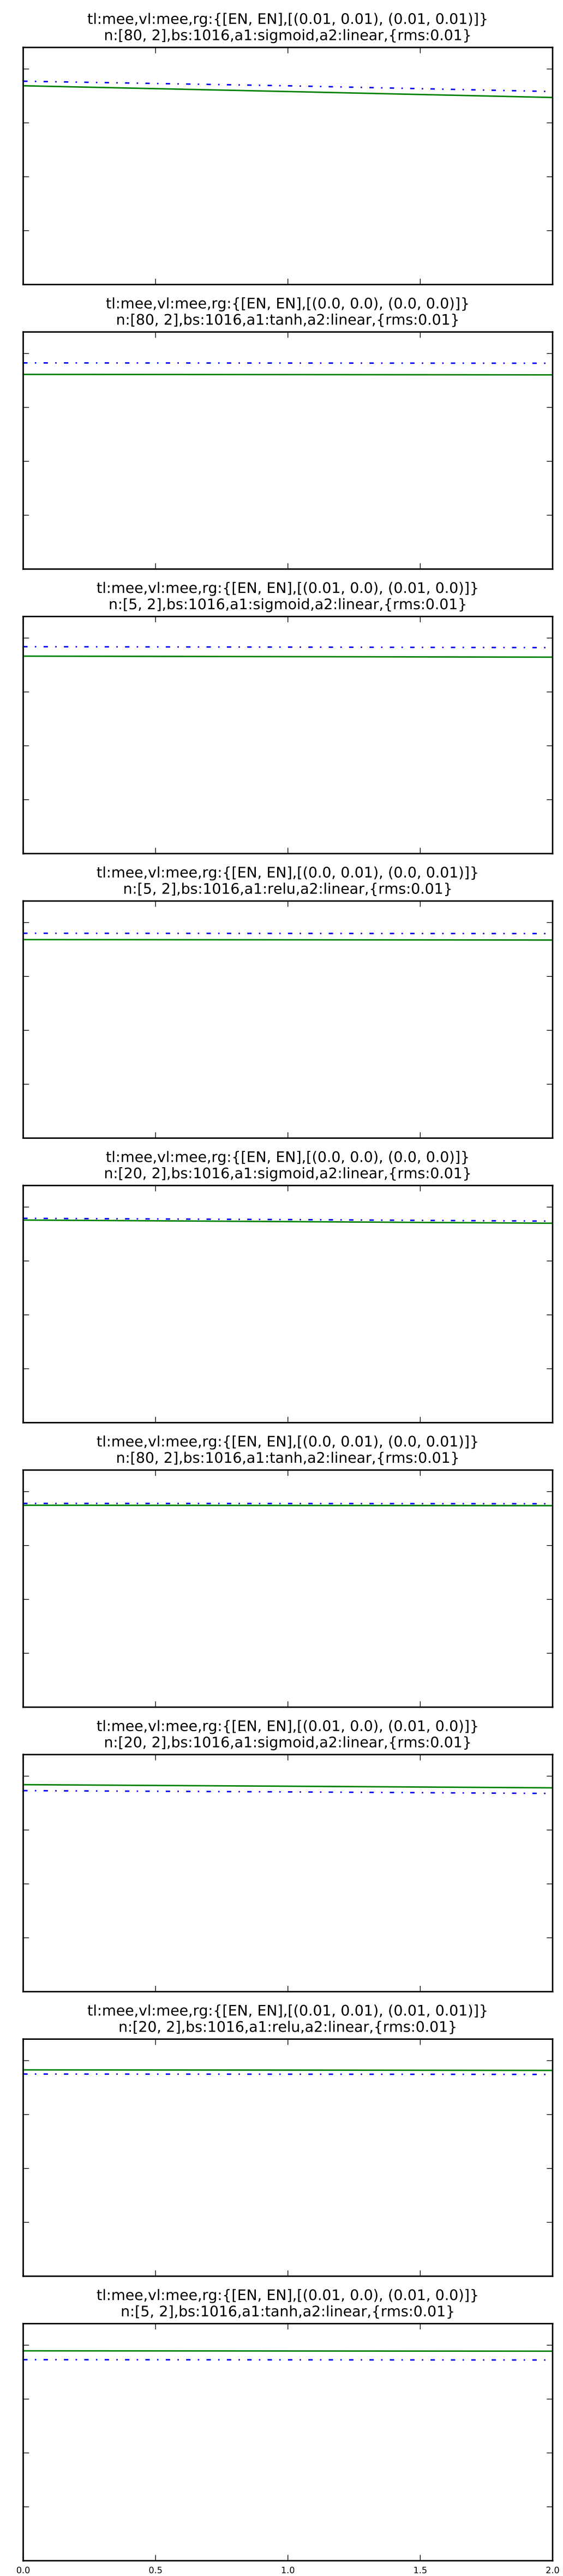 tl:mee,vl:mee,rg:{[EN, EN],[(0.01, 0.01), (0.01, 0.01)]}
n:[80, 2],bs:1016,a1:sigmoid,a2:linear,{rms:0.01}
tl:mee,vl:mee,rg:{[EN, EN],[(0.0, 0.0), (0.0, 0.0)]}
n:[80, 2],bs:1016,a1:tanh,a2:linear,{rms:0.01}
tl:mee,vl:mee,rg:{[EN, EN],[(0.01, 0.0), (0.01, 0.0)]}
n:[5, 2],bs:1016,a1:sigmoid,a2:linear,{rms:0.01}
tl:mee,vl:mee,rg:{[EN, EN],[(0.0, 0.01), (0.0, 0.01)]}
n:[5, 2],bs:1016,a1:relu,a2:linear,{rms:0.01}
tl:mee,vl:mee,rg:{[EN, EN],[(0.0, 0.0), (0.0, 0.0)]}
n:[20, 2],bs:1016,a1:sigmoid,a2:linear,{rms:0.01}
tl:mee,vl:mee,rg:{[EN, EN],[(0.0, 0.01), (0.0, 0.01)]}
n:[80, 2],bs:1016,a1:tanh,a2:linear,{rms:0.01}
tl:mee,vl:mee,rg:{[EN, EN],[(0.01, 0.0), (0.01, 0.0)]}
n:[20, 2],bs:1016,a1:sigmoid,a2:linear,{rms:0.01}
tl:mee,vl:mee,rg:{[EN, EN],[(0.01, 0.01), (0.01, 0.01)]}
n:[20, 2],bs:1016,a1:relu,a2:linear,{rms:0.01}
tl:mee,vl:mee,rg:{[EN, EN],[(0.01, 0.0), (0.01, 0.0)]}
n:[5, 2],bs:1016,a1:tanh,a2:linear,{rms:0.01}
0.0 0.5 1.0 1.5 2.0